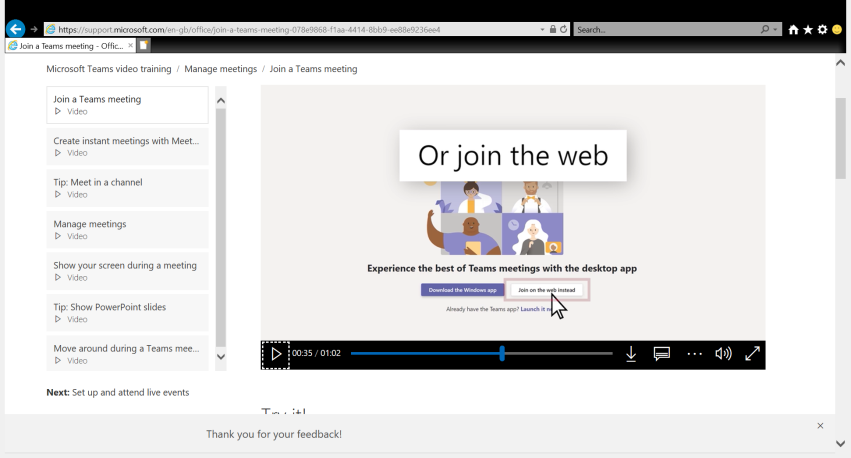 https://support.microsoft.com/en-gb/office/join-a-teams-meeting-078e9868-f1aa-4414-8bb9-ee88e9236ee4
Search...
Join a Teams meeting - Offic...
Microsoft Teams video training / Manage meetings / Join a Teams meeting
Join a Teams meeting
Video
Create instant meetings with Meet...
Video
Tip: Meet in a channel
Video
Manage meetings
Video
Show your screen during a meeting
Video
Tip: Show PowerPoint slides
Video
Move around during a Teams mee...
Video
Next: Set up and attend live events
Or join the web
Experience the best of Teams meetings with the desktop app
Download the Windows app
Join on the web instead
Already have the Teams app? Launch it
00:35 / 01:02
Try it!
Thank you for your feedback!